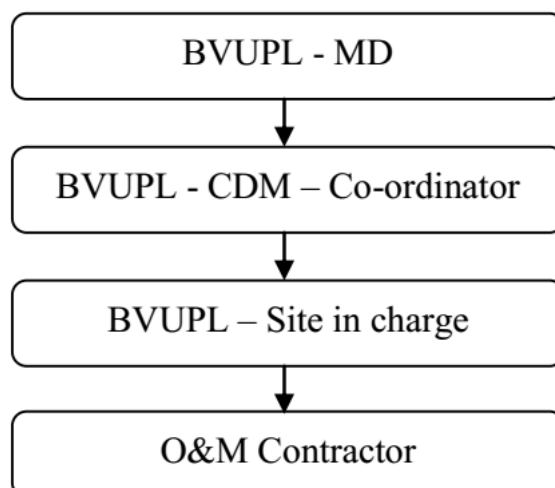 BVUPL - MD
BVUPL - CDM – Co-ordinator
BVUPL – Site in charge
O&M Contractor